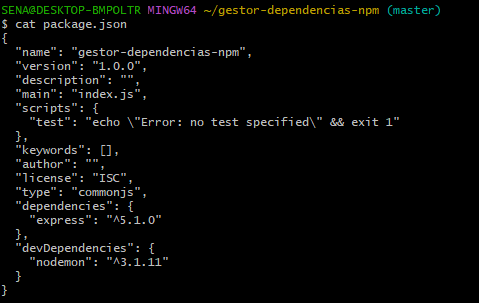 SENA@DESKTOP-BMPOLTR MINGW64 ~/gestor-dependencias-npm (master)
$ cat package.json
{
  "name": "gestor-dependencias-npm",
  "version": "1.0.0",
  "description": "",
  "main": "index.js",
  "scripts": {
    "test": "echo \"Error: no test specified\" && exit 1"
  },
  "keywords": [],
  "author": "",
  "license": "ISC",
  "type": "commonjs",
  "dependencies": {
    "express": "^5.1.0"
  },
  "devDependencies": {
    "nodemon": "^3.1.11"
  }
}